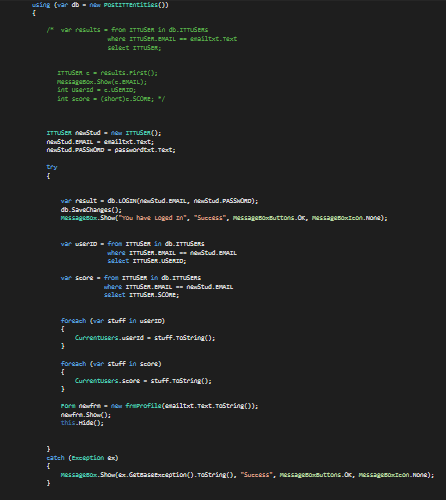 using (var db = new PostITTEntities())
{
/* var results = from ITTUSER in db.ITTUSERs
where ITTUSER.EMAIL == emailtxt.Text
select ITTUSER;
ITTUSER c = results.First();
MessageBox.Show(c.EMAIL);
int userid = c.USERID;
int score = (short)c.SCORE; */
ITTUSER newStud = new ITTUSER();
newStud.EMAIL = emailtxt.Text;
newStud.PASSWORD = passwordtxt.Text;
try
{
var result = db.LOGIN(newStud.EMAIL, newStud.PASSWORD);
db.SaveChanges();
MessageBox.Show("You have Loged In", "Success", MessageBoxButtons.OK, MessageBoxIcon.None);
var userID = from ITTUSER in db.ITTUSERs
where ITTUSER.EMAIL == newStud.EMAIL
select ITTUSER.USERID;
var score = from ITTUSER in db.ITTUSERs
where ITTUSER.EMAIL == newStud.EMAIL
select ITTUSER.SCORE;
foreach (var stuff in userID)
{
CurrentUsers.userId = stuff.ToString();
}
foreach (var stuff in score)
{
CurrentUsers.score = stuff.ToString();
}
Form newfrm = new frmProfile(emailtxt.Text.ToString());
newfrm.Show();
this.Hide();
}
catch (Exception ex)
{
MessageBox.Show(ex.GetBaseException().ToString(), "Success", MessageBoxButtons.OK, MessageBoxIcon.None);
}